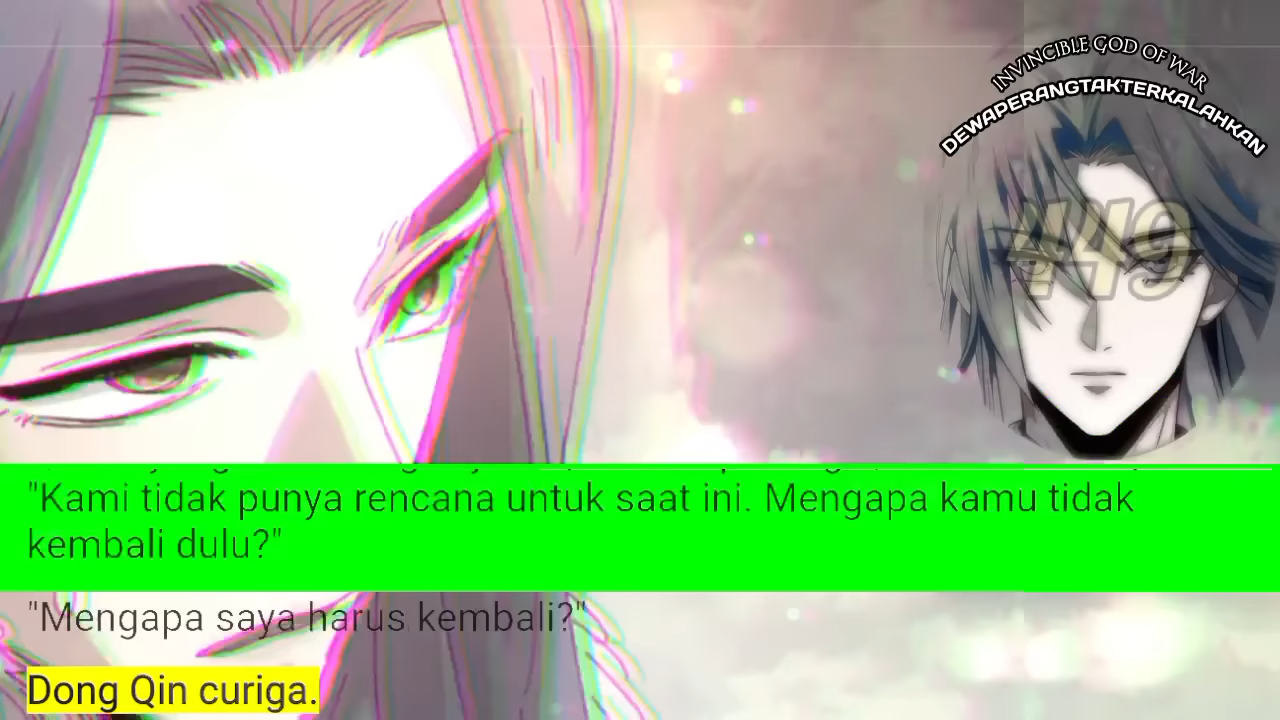 INVINCIBLE GOD OF WAR
DEWAPERANGTAKTERKALAHKAN
#49
"Kami tidak punya rencana untuk saat ini. Mengapa kamu tidak
kembali dulu?"
"Mengapa saya harus kembali?"
Dong Qin curiga.